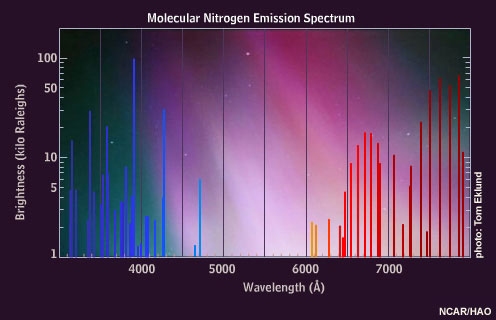 Molecular Nitrogen Emission Spectrum
Brightness (kilo Raleighs)
100
50
10
5
1
4000
5000
6000
7000
Wavelength (Å)
photo: Tom Eklund
NCAR/HAO